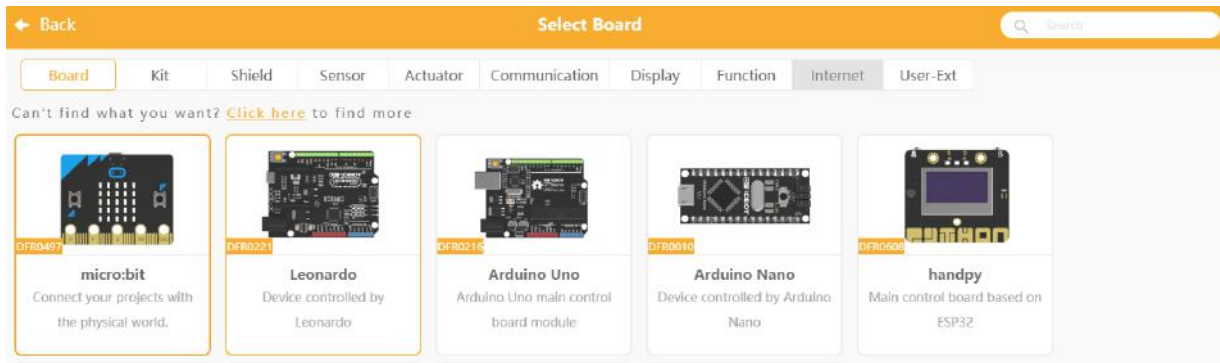 Back
Select Board
Search
Board Kit Shield Sensor Actuator Communication Display Function Internet User-Ext
Can't find what you want? Click here to find more
DFR0497 DFR0221 DFR0216 DFR0010 DFR0608
micro:bit Leonardo Arduino Uno Arduino Nano handpy
Connect your projects with Device controlled by Arduino Uno main control Device controlled by Arduino Main control board based on
the physical world. Leonardo board module Nano ESP32